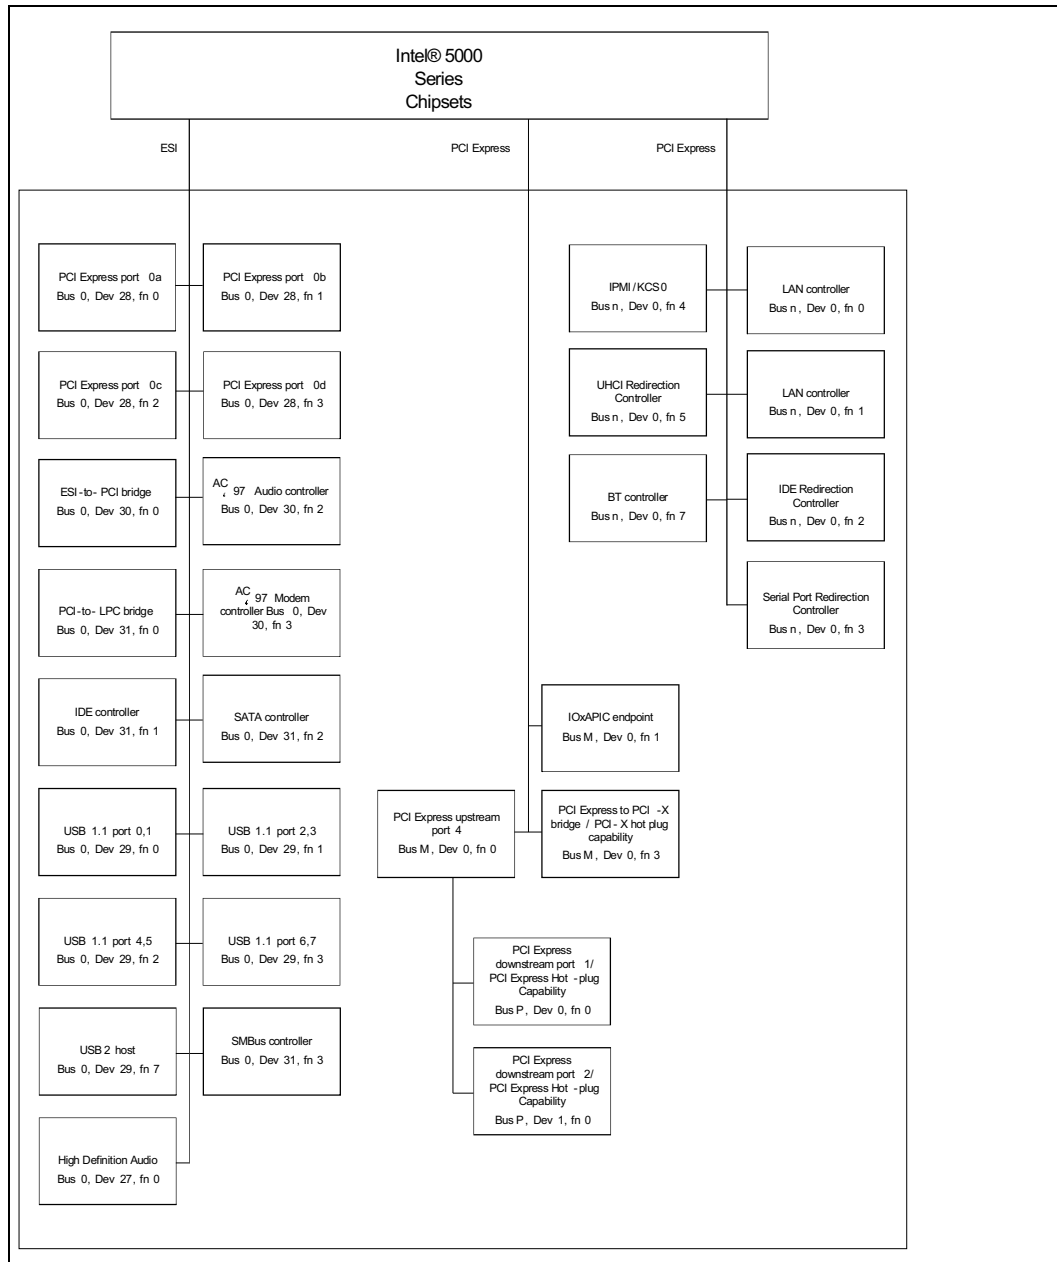 Intel® 5000
Series
Chipsets
ESI
PCI Express
PCI Express
PCI Express port 0a
Bus 0, Dev 28, fn 0
PCI Express port 0b
Bus 0, Dev 28, fn 1
IPMI/KCS0
Bus n, Dev 0, fn 4
LAN controller
Bus n, Dev 0, fn 0
PCI Express port 0c
Bus 0, Dev 28, fn 2
PCI Express port 0d
Bus 0, Dev 28, fn 3
UHCI Redirection
Controller
Bus n, Dev 0, fn 5
LAN controller
Bus n, Dev 0, fn 1
ESI-to-PCI bridge
Bus 0, Dev 30, fn 0
AC ‘97 Audio controller
Bus 0, Dev 30, fn 2
BT controller
Bus n, Dev 0, fn 7
IDE Redirection
Controller
Bus n, Dev 0, fn 2
PCI-to-LPC bridge
Bus 0, Dev 31, fn 0
AC ‘97 Modem
controller Bus 0, Dev
30, fn 3
Serial Port Redirection
Controller
Bus n, Dev 0, fn 3
IDE controller
Bus 0, Dev 31, fn 1
SATA controller
Bus 0, Dev 31, fn 2
IOxAPIC endpoint
Bus M, Dev 0, fn 1
USB 1.1 port 0,1
Bus 0, Dev 29, fn 0
USB 1.1 port 2,3
Bus 0, Dev 29, fn 1
PCI Express upstream
port 4
Bus M, Dev 0, fn 0
PCI Express to PCI-X
bridge / PCI-X hot plug
capability
Bus M, Dev 0, fn 3
USB 1.1 port 4,5
Bus 0, Dev 29, fn 2
USB 1.1 port 6,7
Bus 0, Dev 29, fn 3
PCI Express
downstream port 1/
PCI Express Hot-plug
Capability
Bus P, Dev 0, fn 0
USB 2 host
Bus 0, Dev 29, fn 7
SMBus controller
Bus 0, Dev 31, fn 3
PCI Express
downstream port 2/
PCI Express Hot-plug
Capability
Bus P, Dev 1, fn 0
High Definition Audio
Bus 0, Dev 27, fn 0